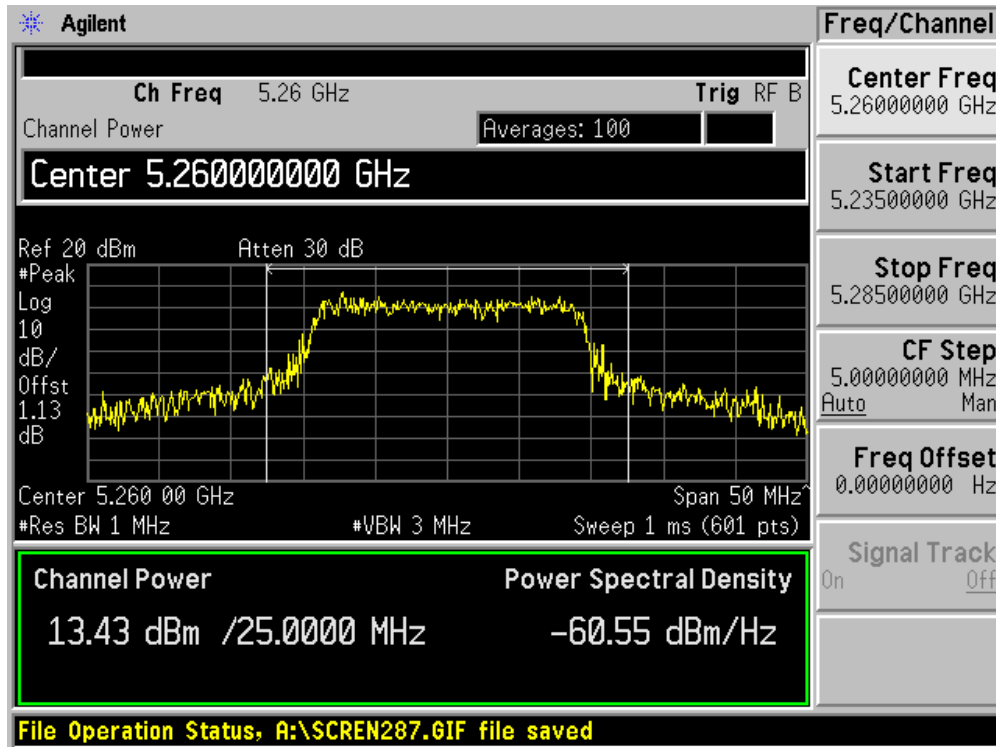 Agilent
Ch Freq 5.26 GHz Trig RF B
Channel Power Averages: 100
Center 5.260000000 GHz
Ref 20 dBm Atten 30 dB
#Peak
Log
10
dB/
Offst
1.13
dB
Center 5.260 00 GHz Span 50 MHz^
#Res BW 1 MHz #VBW 3 MHz Sweep 1 ms (601 pts)
Channel Power Power Spectral Density
13.43 dBm /25.0000 MHz -60.55 dBm/Hz
File Operation Status, A:\SCREN287.GIF file saved
Freq/Channel
Center Freq
5.26000000 GHz
Start Freq
5.23500000 GHz
Stop Freq
5.28500000 GHz
CF Step
5.00000000 MHz
Auto Man
Freq Offset
0.00000000 Hz
Signal Track
On Off